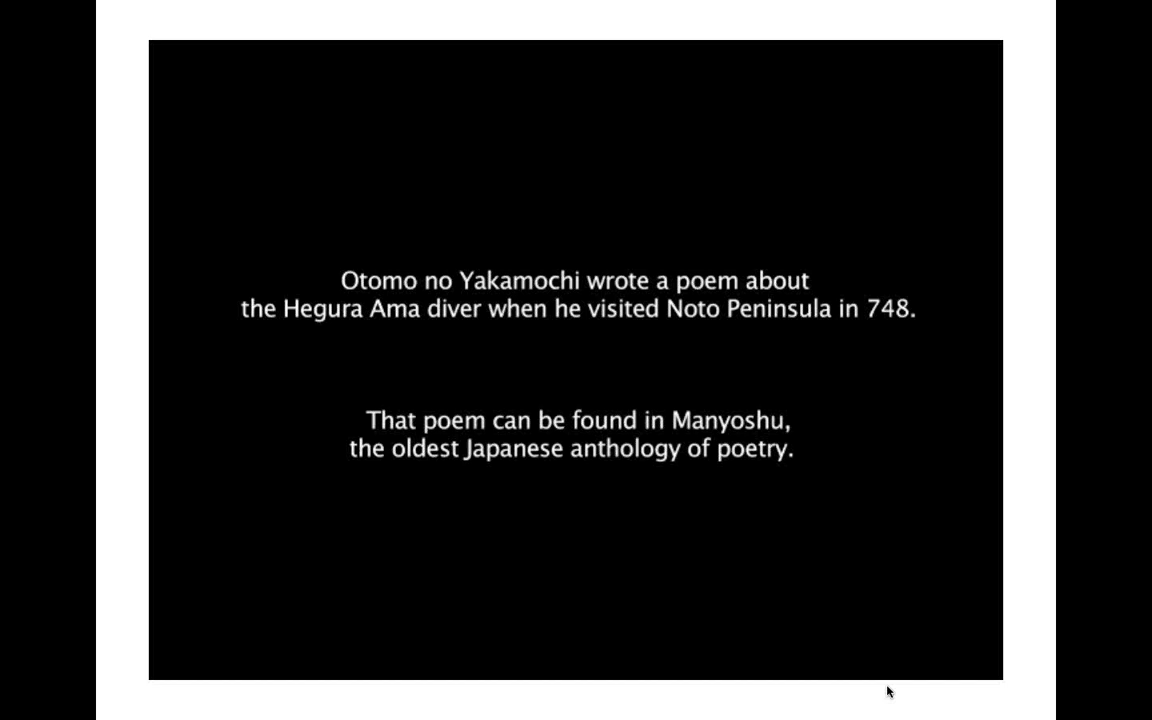 Otomo no Yakamochi wrote a poem about
the Hegura Ama diver when he visited Noto Peninsula in 748.
That poem can be found in Manyoshu,
the oldest Japanese anthology of poetry.